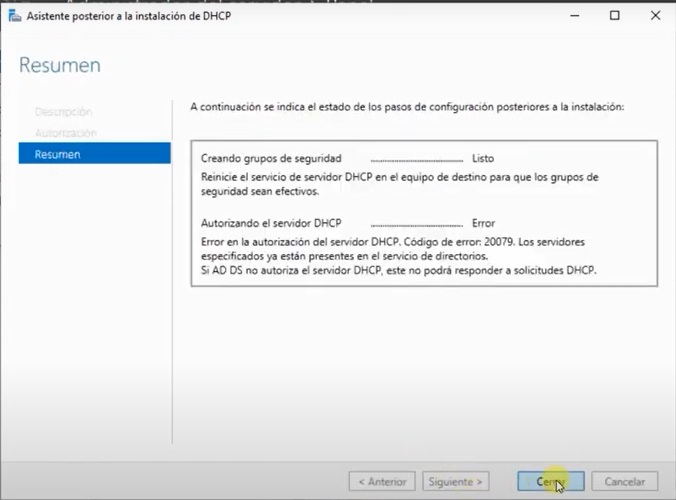 Asistente posterior a la instalación de DHCP
Resumen
Descripción
Autorización
Resumen
A continuación se indica el estado de los pasos de configuración posteriores a la instalación:
Creando grupos de seguridad ........................ Listo
Reinicie el servicio de servidor DHCP en el equipo de destino para que los grupos de
seguridad sean efectivos.
Autorizando el servidor DHCP ........................ Error
Error en la autorización del servidor DHCP. Código de error: 20079. Los servidores
especificados ya están presentes en el servicio de directorios.
Si AD DS no autoriza el servidor DHCP, este no podrá responder a solicitudes DHCP.
< Anterior Siguiente > Cerrar Cancelar